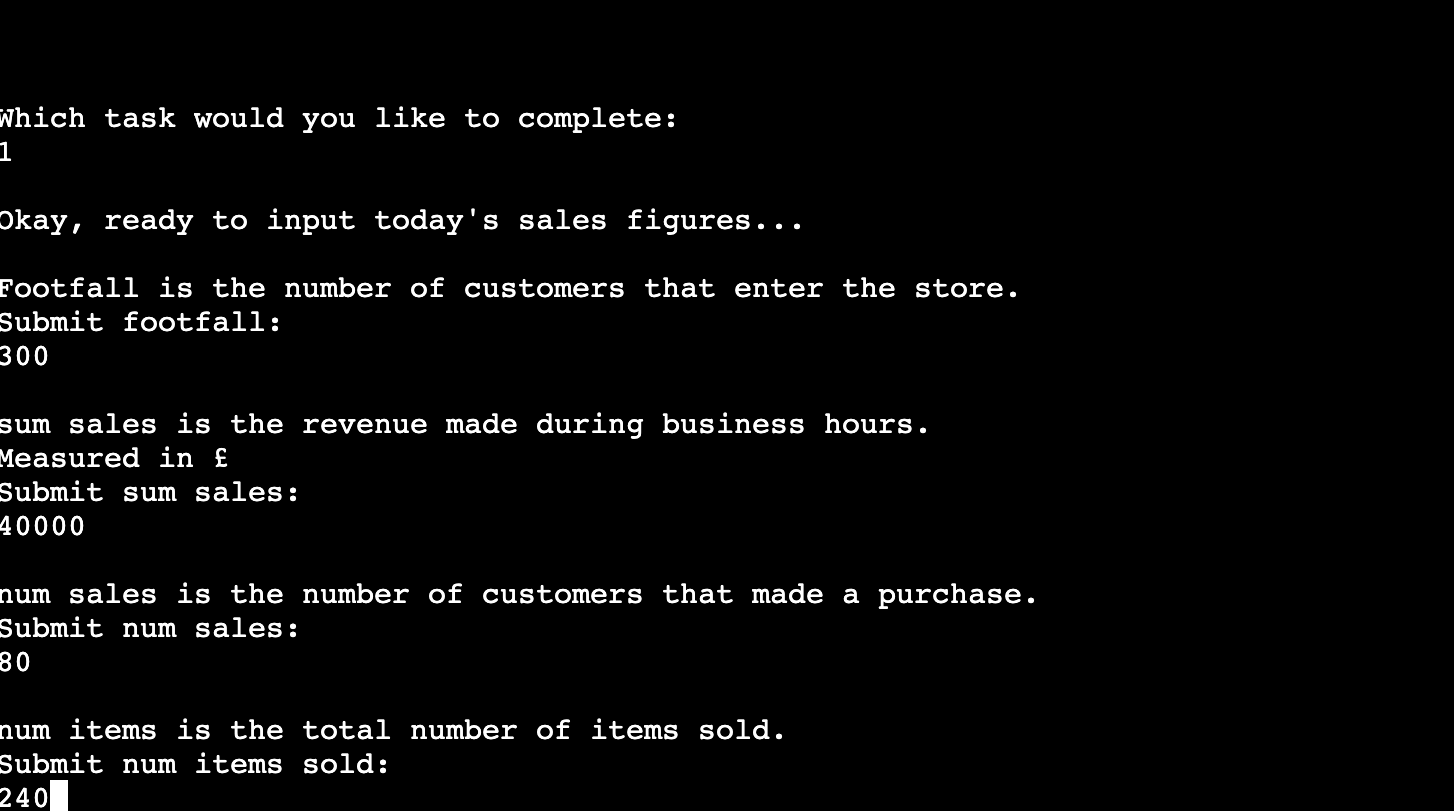 Which task would you like to complete:
1
Okay, ready to input today's sales figures...
Footfall is the number of customers that enter the store.
Submit footfall:
300
sum sales is the revenue made during business hours.
Measured in £
Submit sum sales:
40000
num sales is the number of customers that made a purchase.
Submit num sales:
80
num items is the total number of items sold.
Submit num items sold:
240